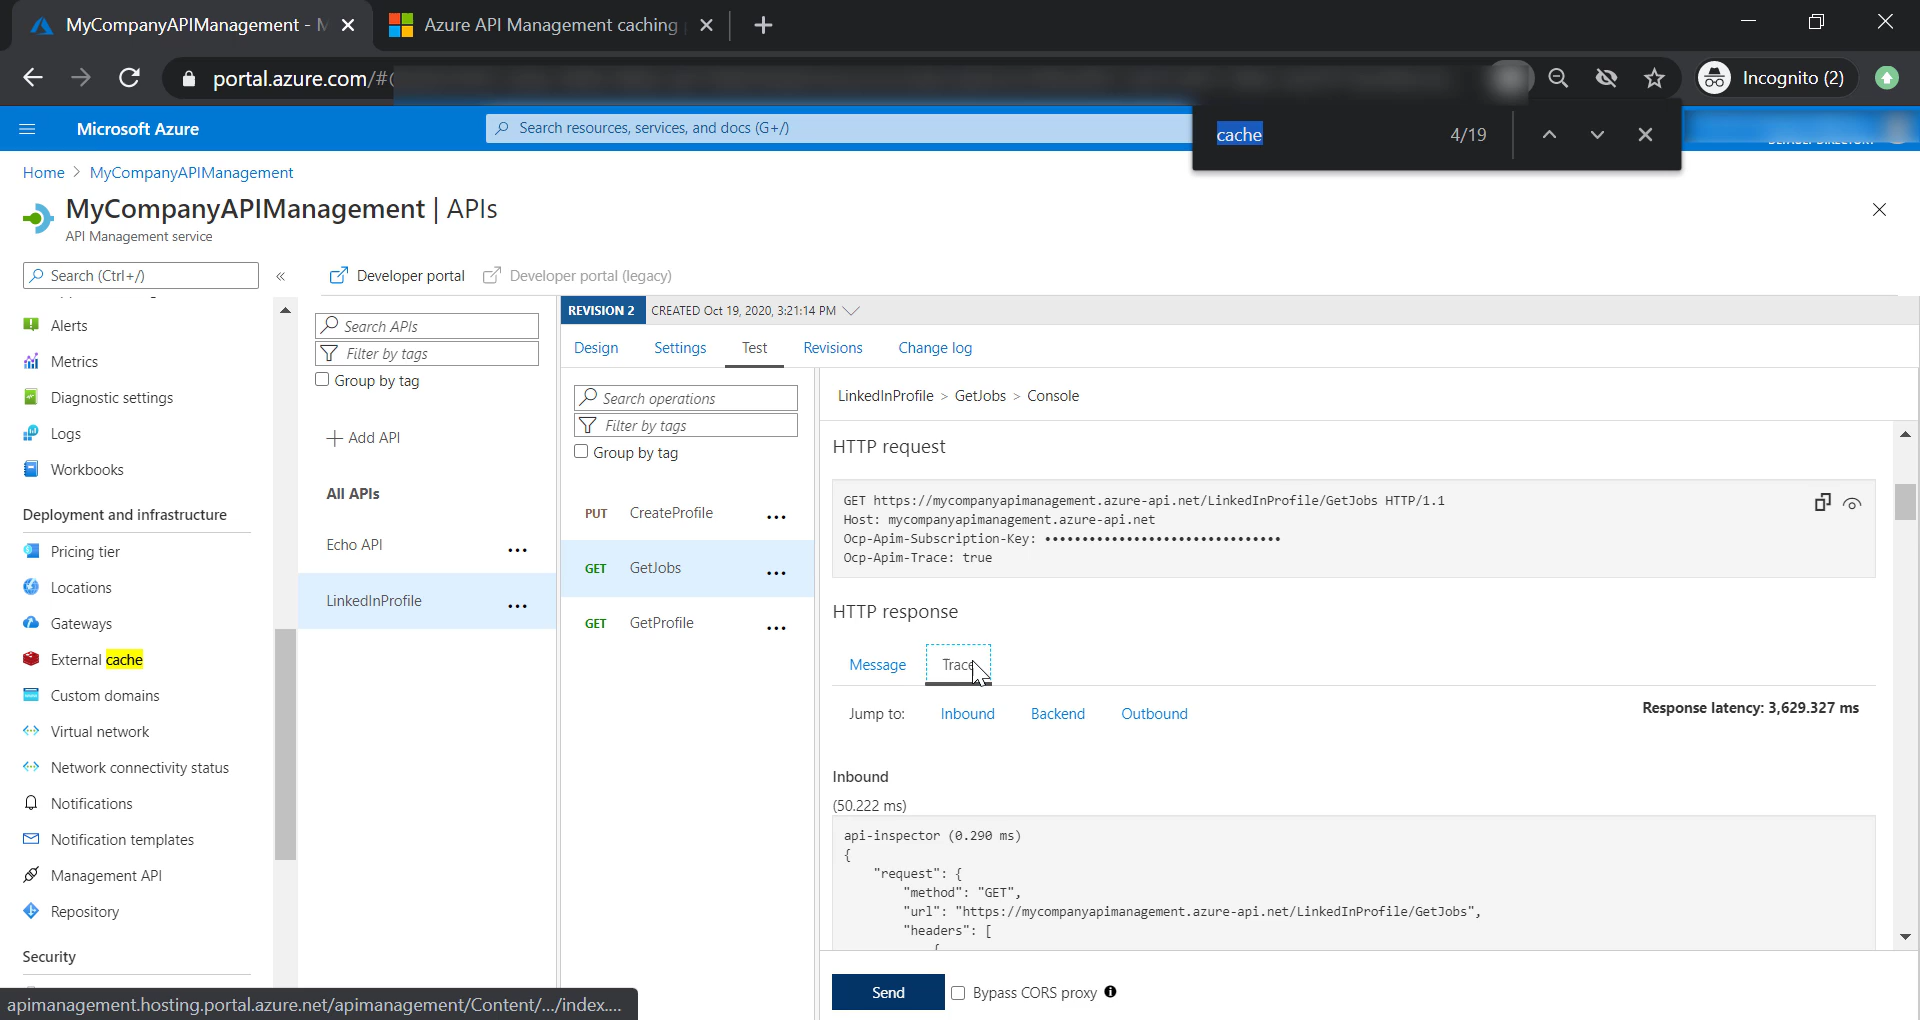 MyCompanyAPIManagement -
Azure API Management caching
portal.azure.com/#
Incognito (2)
Microsoft Azure
Search resources, services, and docs (G+/)
cache
4/19
Home > MyCompanyAPIManagement
MyCompanyAPIManagement | APIs
API Management service
Search (Ctrl+/)
«
Developer portal
Developer portal (legacy)
Alerts
Metrics
Diagnostic settings
Logs
Workbooks
Deployment and infrastructure
Pricing tier
Locations
Gateways
External cache
Custom domains
Virtual network
Network connectivity status
Notifications
Notification templates
Management API
Repository
Security
Search APIs
Filter by tags
Group by tag
+ Add API
All APIs
Echo API
...
LinkedInProfile
...
REVISION 2
CREATED Oct 19, 2020, 3:21:14 PM
Design
Settings
Test
Revisions
Change log
Search operations
Filter by tags
Group by tag
PUT CreateProfile ...
GET GetJobs ...
GET GetProfile ...
LinkedInProfile > GetJobs > Console
HTTP request
GET https://mycompanyapimanagement.azure-api.net/LinkedInProfile/GetJobs HTTP/1.1
Host: mycompanyapimanagement.azure-api.net
Ocp-Apim-Subscription-Key: ••••••••••••••••••••••••••••••••
Ocp-Apim-Trace: true
HTTP response
Message
Trace
Jump to:
Inbound
Backend
Outbound
Response latency: 3,629.327 ms
Inbound
(50.222 ms)
api-inspector (0.290 ms)
{
"request": {
"method": "GET",
"url": "https://mycompanyapimanagement.azure-api.net/LinkedInProfile/GetJobs",
"headers": [
{
Send
Bypass CORS proxy
apimanagement.hosting.portal.azure.net/apimanagement/Content/.../index....